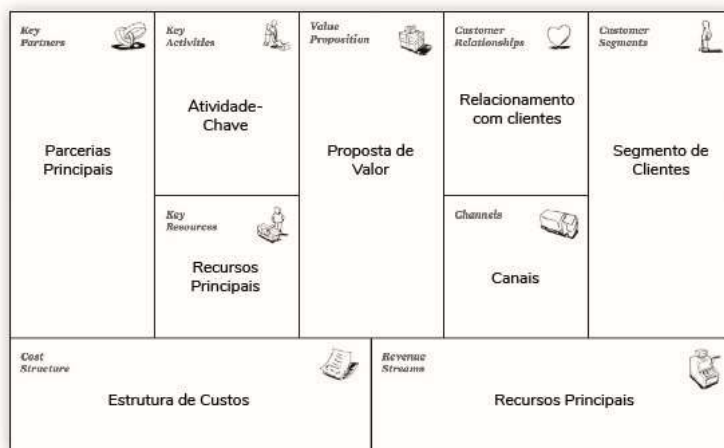 Key
Partners
Parcerias
Principais
Key
Activities
Atividade-
Chave
Key
Resources
Recursos
Principais
Value
Proposition
Proposta de
Valor
Customer
Relationships
Relacionamento
com clientes
Channels
Canais
Customer
Segments
Segmento de
Clientes
Cost
Structure
Estrutura de Custos
Revenue
Streams
Recursos Principais